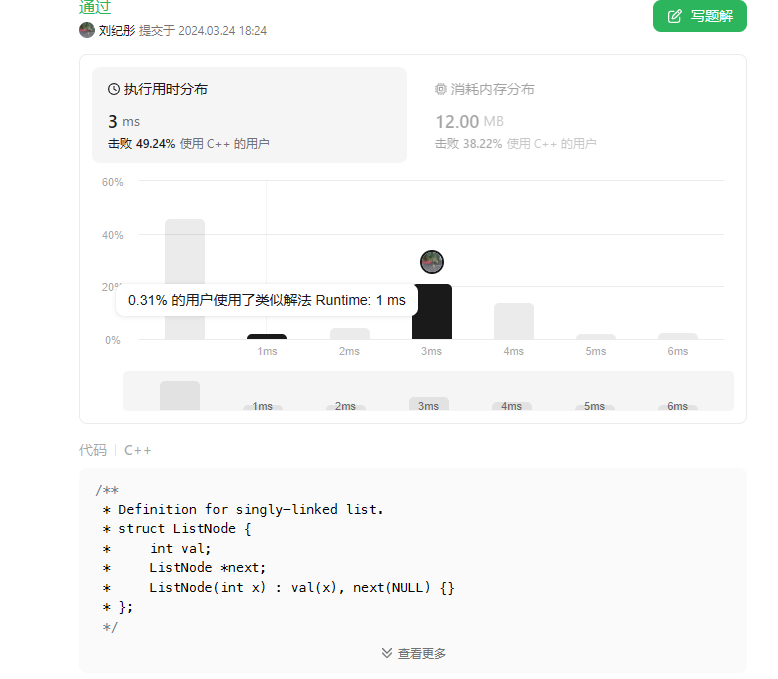 通过
写题解
刘纪彤 提交于 2024.03.24 18:24
执行用时分布
3 ms
击败 49.24% 使用 C++ 的用户
消耗内存分布
12.00 MB
击败 38.22% 使用 C++ 的用户
60%
40%
20%
0.31% 的用户使用了类似解法 Runtime: 1 ms
0%
1ms 2ms 3ms 4ms 5ms 6ms
1ms 2ms 3ms 4ms 5ms 6ms
代码 C++
/**
 * Definition for singly-linked list.
 * struct ListNode {
 *     int val;
 *     ListNode *next;
 *     ListNode(int x) : val(x), next(NULL) {}
 * };
 */
查看更多